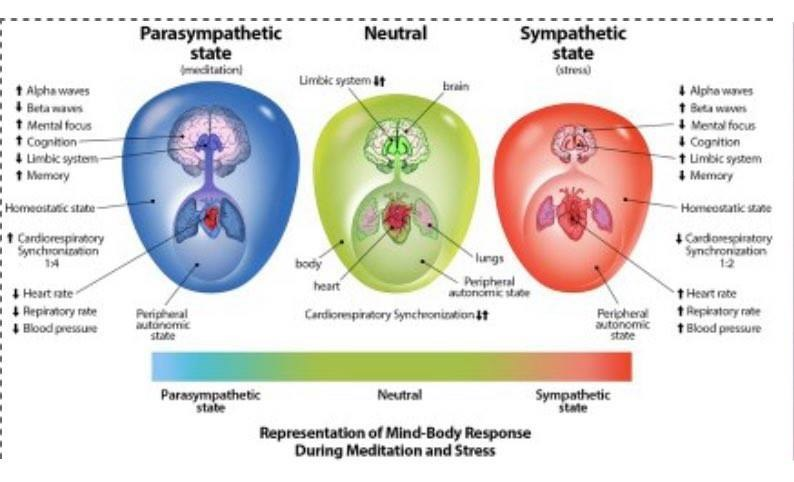 Parasympathetic
state
(meditation)
Neutral
Sympathetic
state
(stress)
↑ Alpha waves
↓ Beta waves
↑ Mental focus
↑ Cognition
↓ Limbic system
↑ Memory
Homeostatic state
↑ Cardiorespiratory
Synchronization
1:4
↓ Heart rate
↓ Repiratory rate
↓ Blood pressure
Peripheral
autonomic
state
Limbic system ↓↑
brain
body
heart
lungs
Peripheral
autonomic state
Cardiorespiratory Synchronization ↓↑
↓ Alpha waves
↑ Beta waves
↓ Mental focus
↓ Cognition
↑ Limbic system
↓ Memory
Homeostatic state
↓ Cardiorespiratory
Synchronization
1:2
↑ Heart rate
↑ Repiratory rate
↑ Blood pressure
Peripheral
autonomic
state
Parasympathetic
state
Neutral
Sympathetic
state
Representation of Mind-Body Response
During Meditation and Stress